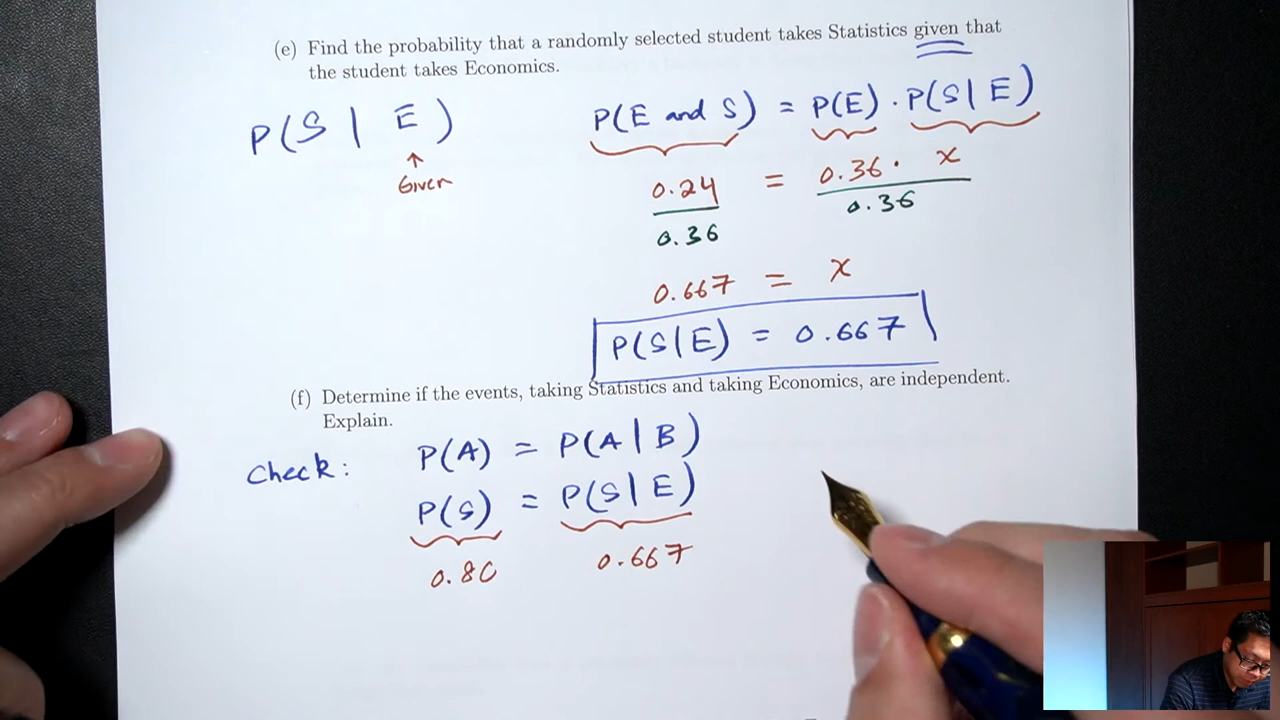 (e) Find the probability that a randomly selected student takes Statistics given that
the student takes Economics.
P(S | E)
↑
Given
P(E and S) = P(E) · P(S | E)
0.24 = 0.36 · x
0.36 0.36
0.667 = x
P(S|E) = 0.667
(f) Determine if the events, taking Statistics and taking Economics, are independent.
Explain.
Check: P(A) = P(A | B)
P(S) = P(S | E)
0.80 0.667